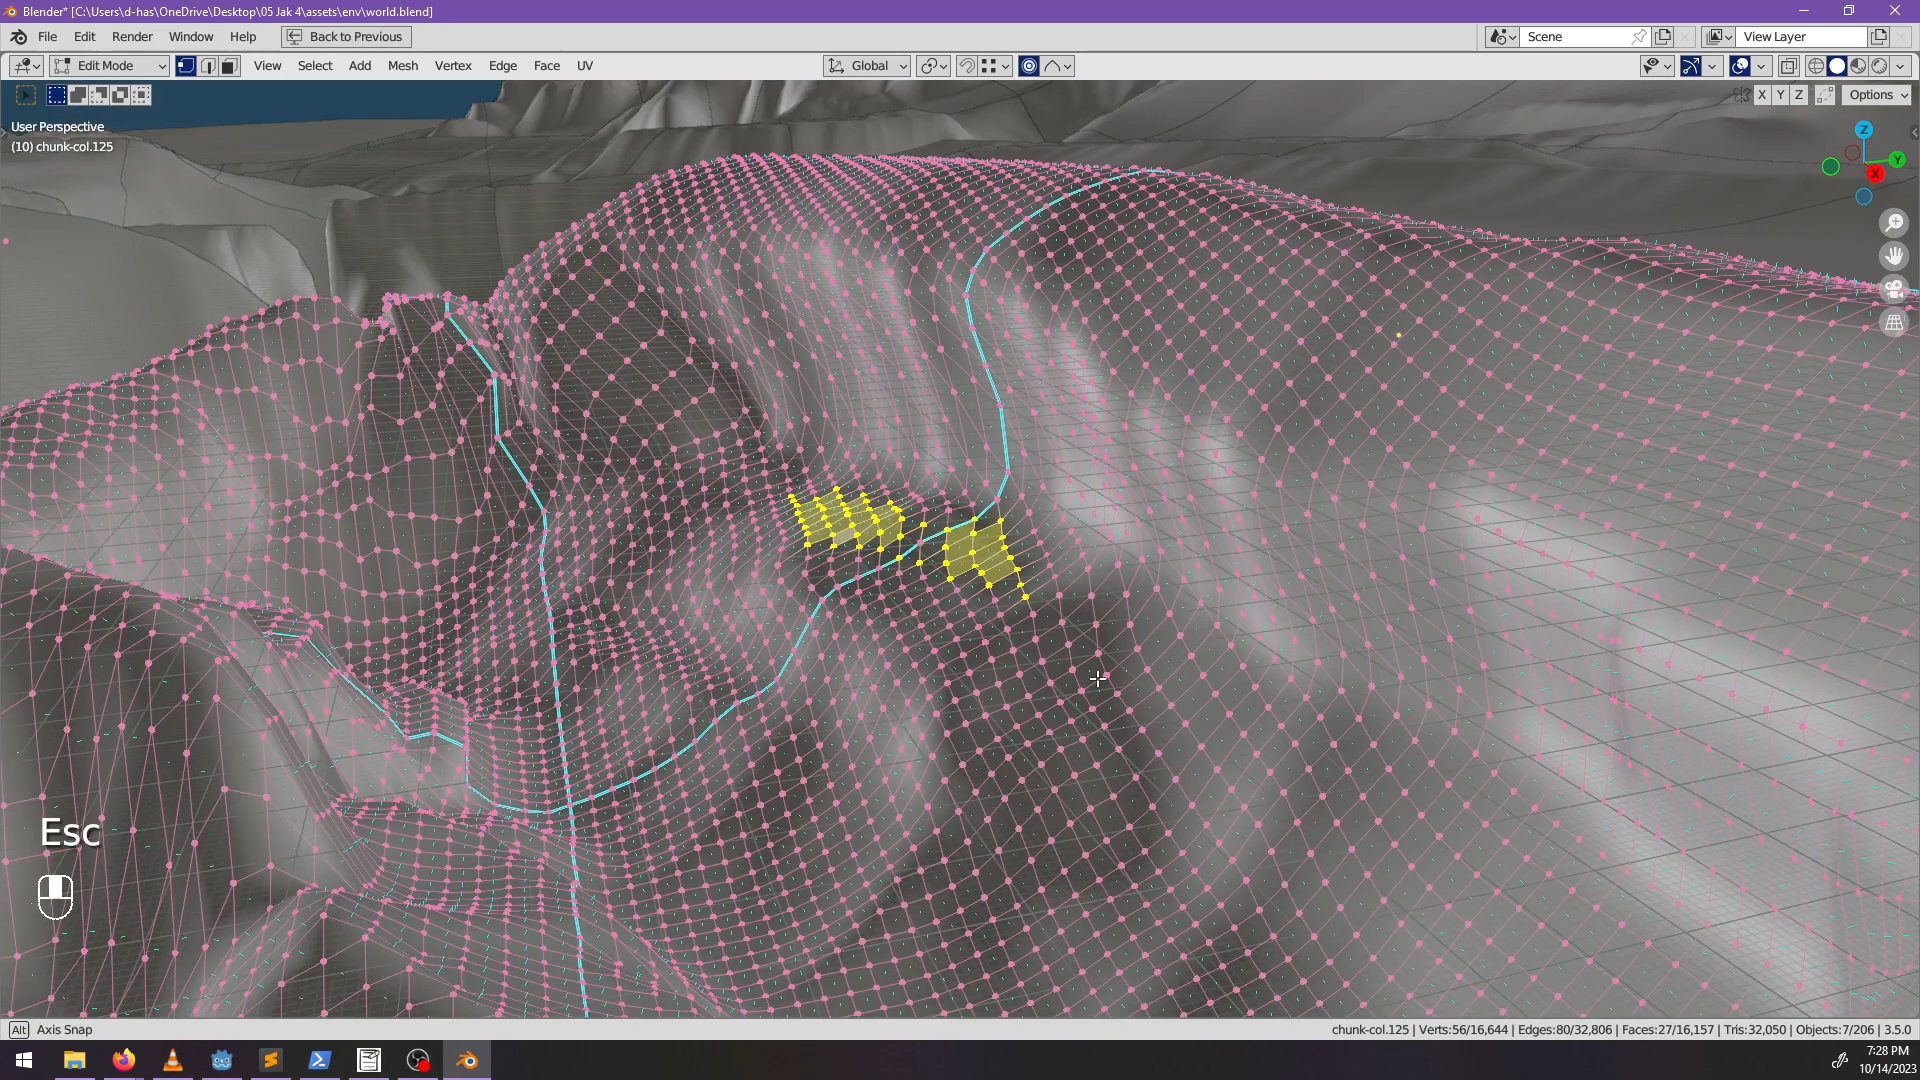 Blender* [C:\Users\d-has\OneDrive\Desktop\05 Jak 4\assets\env\world.blend]
File Edit Render Window Help Back to Previous Scene View Layer
Edit Mode View Select Add Mesh Vertex Edge Face UV Global
X Y Z Options
User Perspective
(10) chunk-col.125
Z
Y
X
Esc
Alt Axis Snap chunk-col.125 | Verts:56/16,644 | Edges:80/32,806 | Faces:27/16,157 | Tris:32,050 | Objects:7/206 | 3.5.0
7:28 PM
10/14/2023